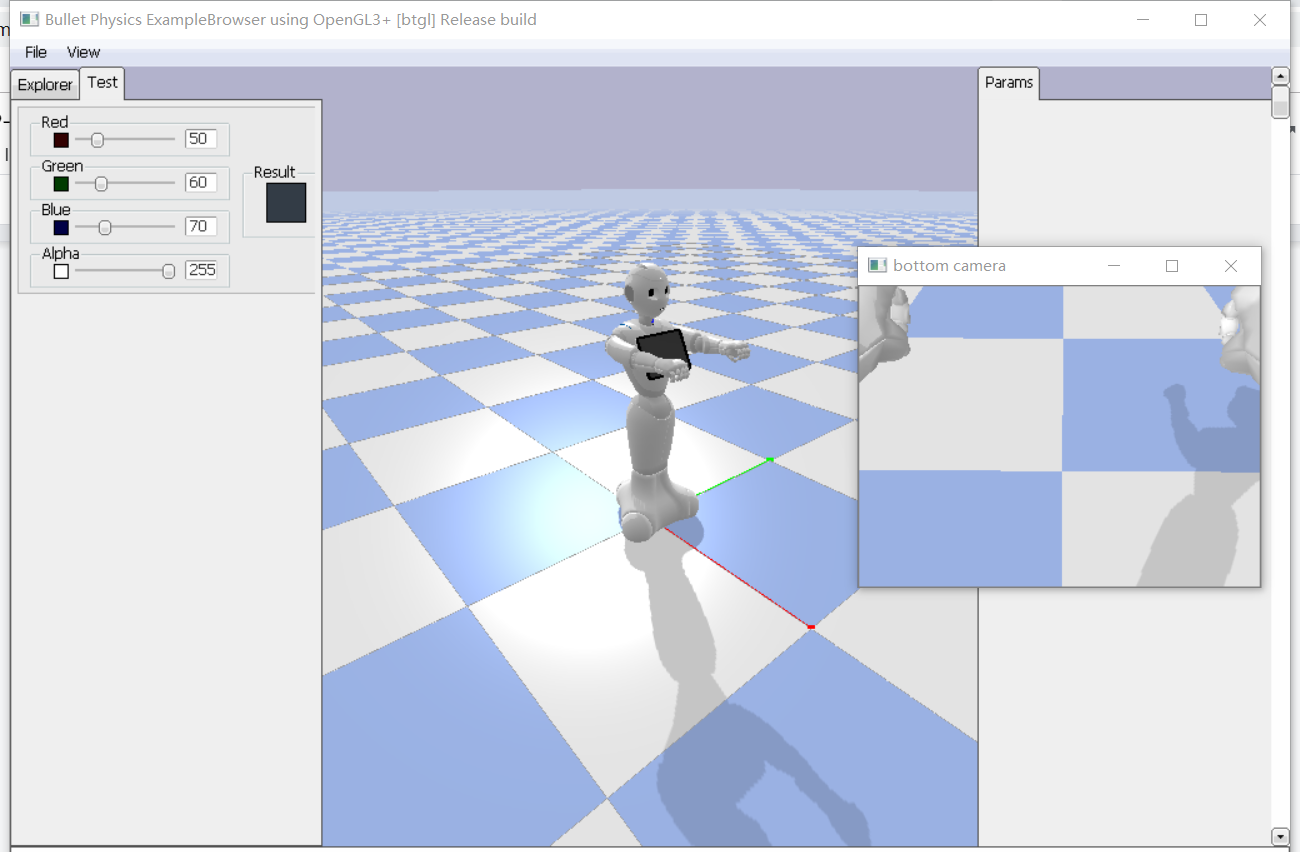 Bullet Physics ExampleBrowser using OpenGL3+ [btgl] Release build
File View
Explorer Test
Params
Red
50
Green
60
Blue
70
Alpha
255
Result
bottom camera